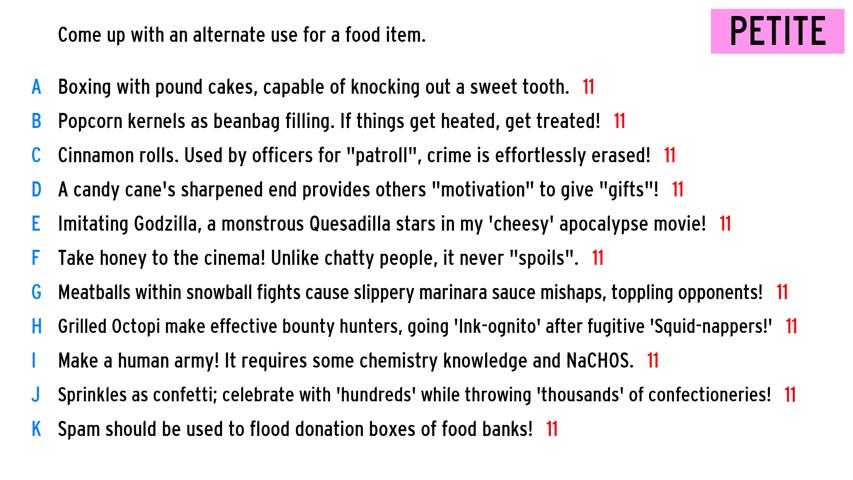 Come up with an alternate use for a food item.
PETITE
A Boxing with pound cakes, capable of knocking out a sweet tooth. 11
B Popcorn kernels as beanbag filling. If things get heated, get treated! 11
C Cinnamon rolls. Used by officers for "patroll", crime is effortlessly erased! 11
D A candy cane's sharpened end provides others "motivation" to give "gifts"! 11
E Imitating Godzilla, a monstrous Quesadilla stars in my 'cheesy' apocalypse movie! 11
F Take honey to the cinema! Unlike chatty people, it never "spoils". 11
G Meatballs within snowball fights cause slippery marinara sauce mishaps, toppling opponents! 11
H Grilled Octopi make effective bounty hunters, going 'Ink-ognito' after fugitive 'Squid-nappers!' 11
I Make a human army! It requires some chemistry knowledge and NaCHOS. 11
J Sprinkles as confetti; celebrate with 'hundreds' while throwing 'thousands' of confectioneries! 11
K Spam should be used to flood donation boxes of food banks! 11